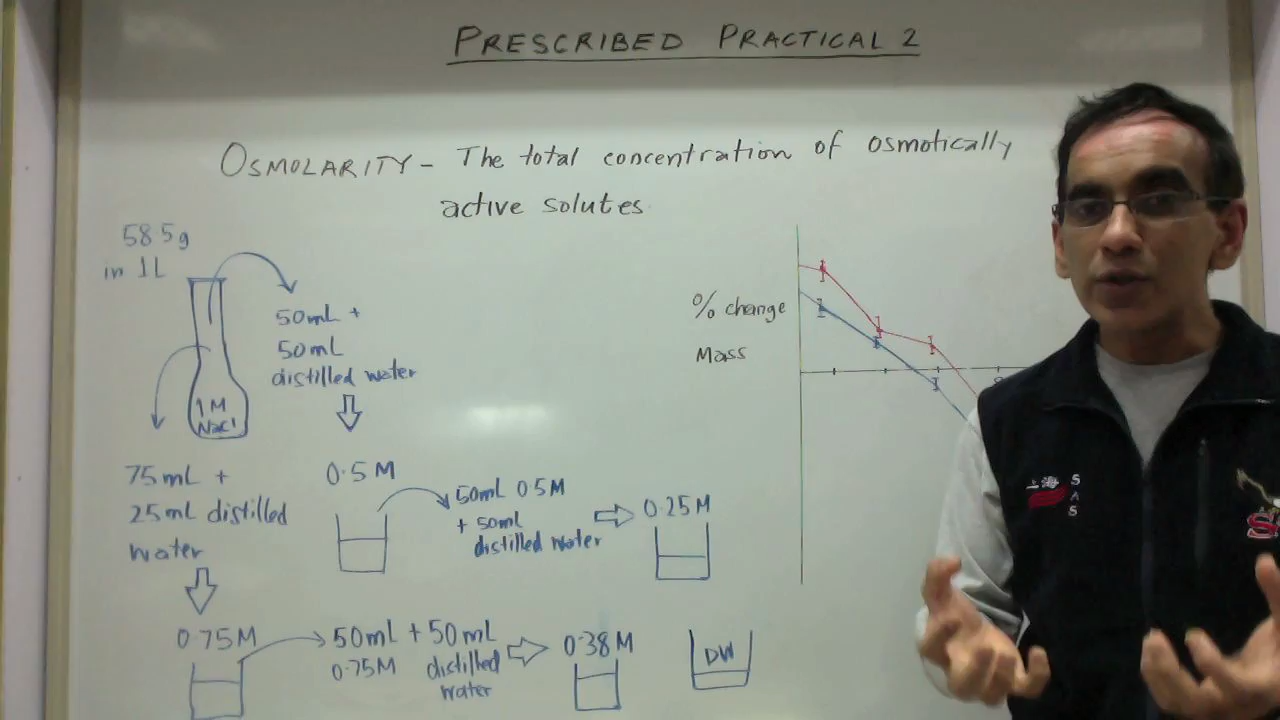 PRESCRIBED PRACTICAL 2
OSMOLARITY - The total concentration of osmotically
active solutes.
58.5g
in 1L
50mL +
50mL
distilled water
1M
NaCl
75mL +
25mL distilled
water
0.5M
50mL 0.5M
+ 50mL
distilled water
0.25M
0.75M
50mL + 50mL
0.75M distilled
water
0.38M
DW
% change
Mass
上海
S
A
S